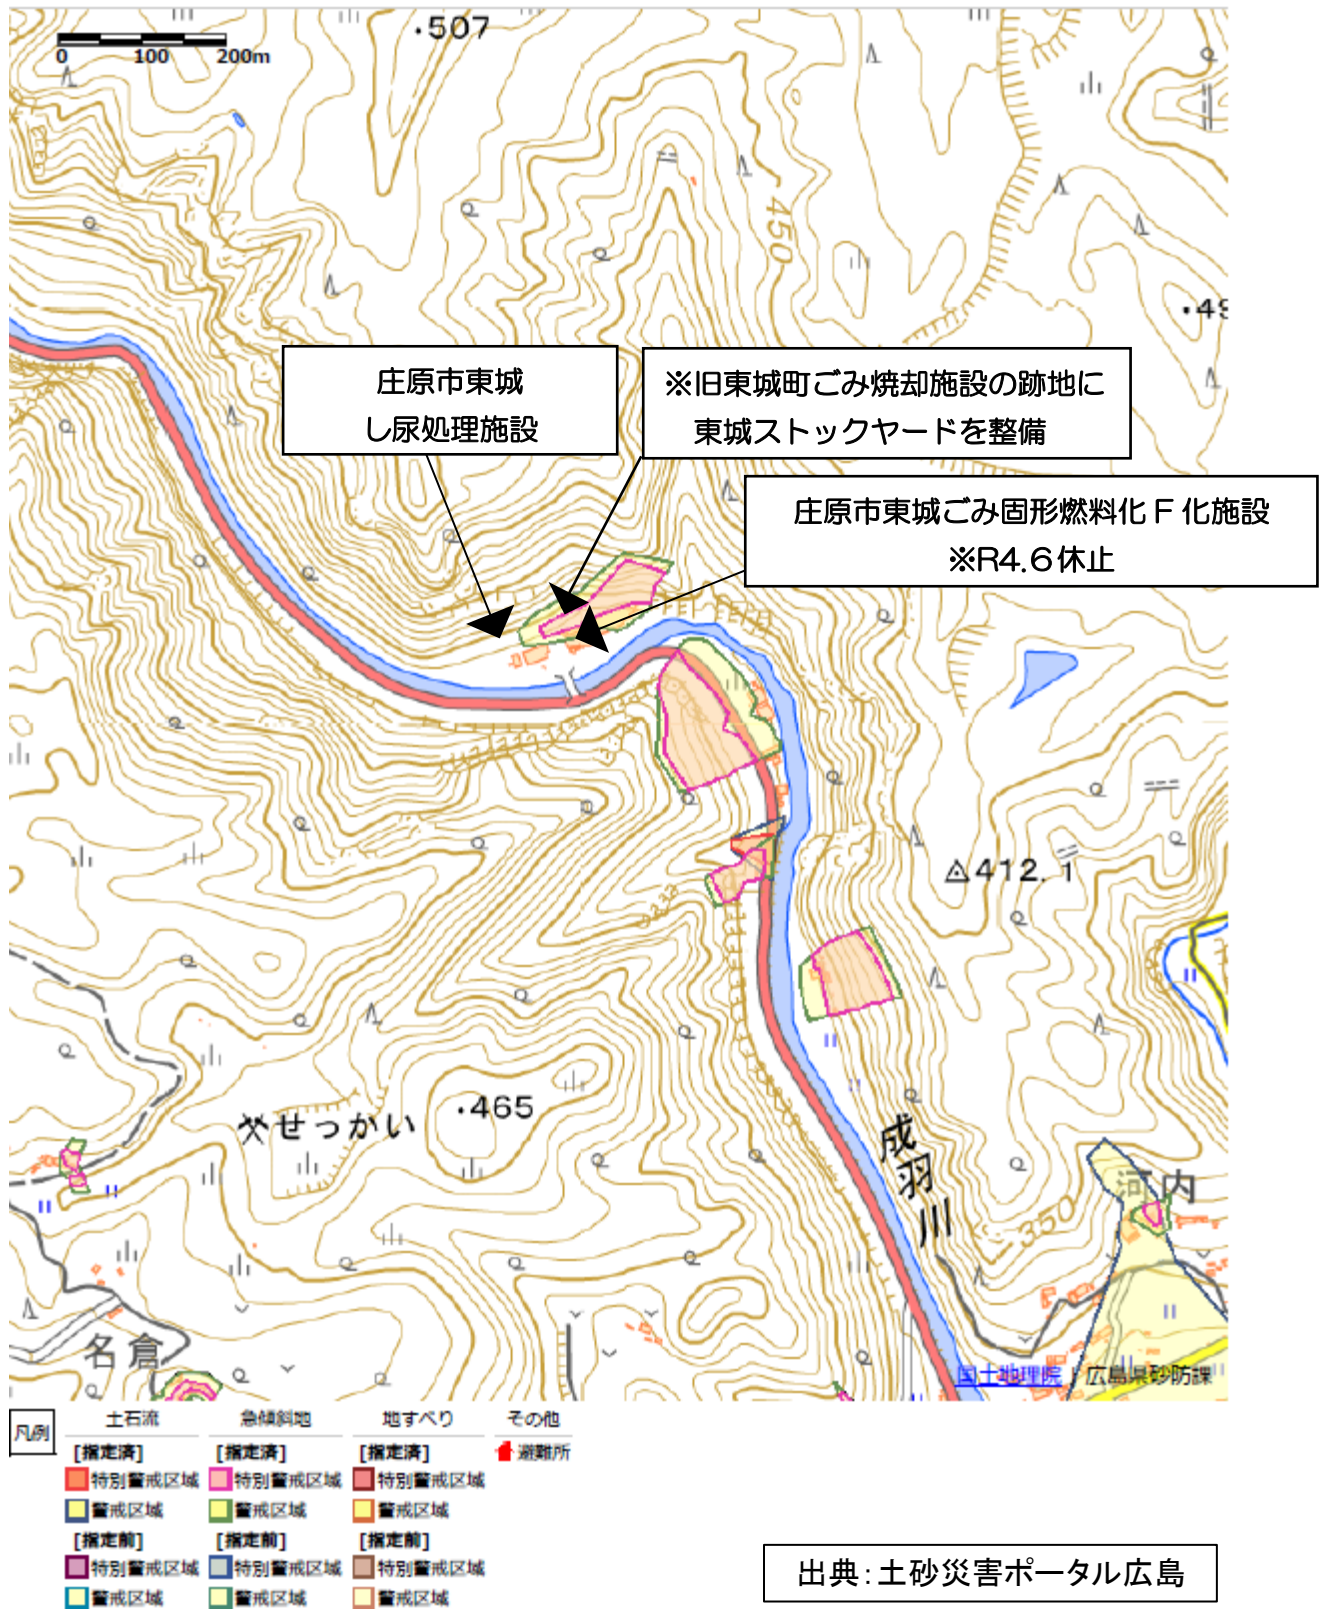 ・507
0 100 200m
450
・49
庄原市東城
し尿処理施設
※旧東城町ごみ焼却施設の跡地に
東城ストックヤードを整備
庄原市東城ごみ固形燃料化F化施設
※R4.6休止
412.1
せっかい
・465
成羽川
河内
350
名倉
国土地理院 広島県砂防課
凡例
土石流 急傾斜地 地すべり その他
[指定済] [指定済] [指定済] 避難所
特別警戒区域 特別警戒区域 特別警戒区域
警戒区域 警戒区域 警戒区域
[指定前] [指定前] [指定前]
特別警戒区域 特別警戒区域 特別警戒区域
警戒区域 警戒区域 警戒区域
出典：土砂災害ポータル広島